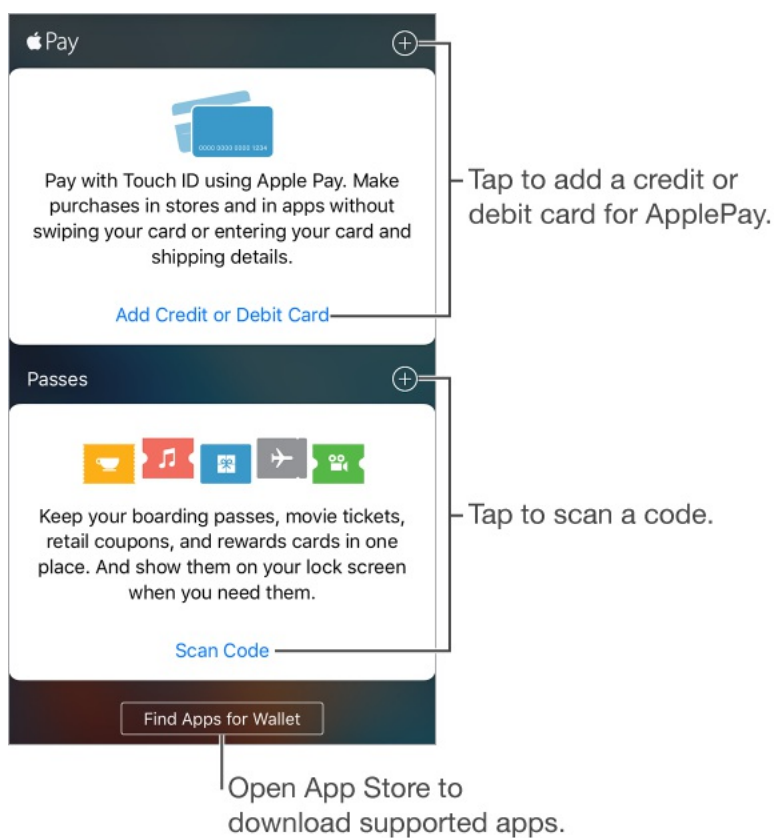 Pay
Tap to add a credit or
debit card for ApplePay.
0000 0000 0000 1234
Pay with Touch ID using Apple Pay. Make
purchases in stores and in apps without
swiping your card or entering your card and
shipping details.
Add Credit or Debit Card
Passes
Tap to scan a code.
Keep your boarding passes, movie tickets,
retail coupons, and rewards cards in one
place. And show them on your lock screen
when you need them.
Scan Code
Find Apps for Wallet
Open App Store to
download supported apps.